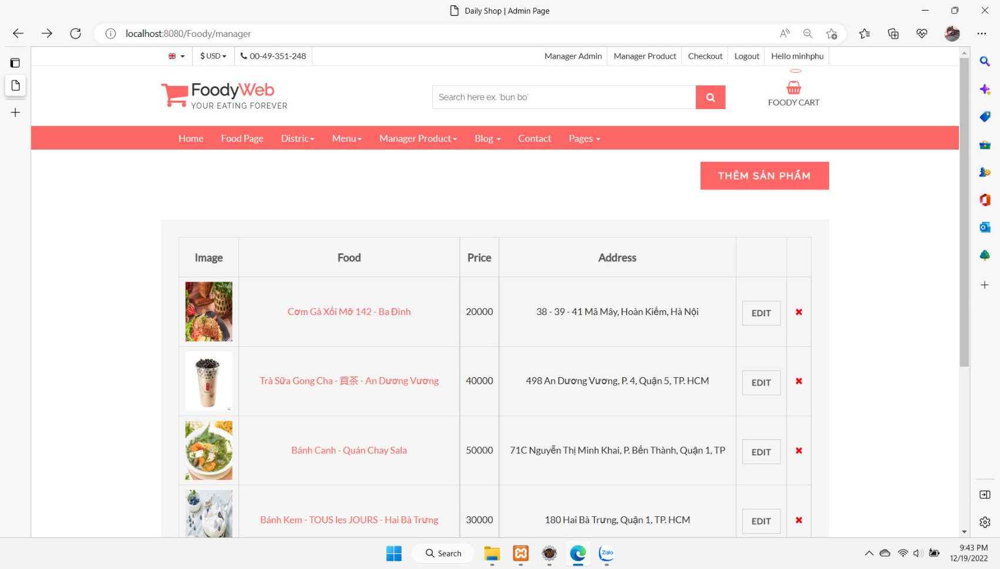 Daily Shop | Admin Page
localhost:8080/Foody/manager
$ USD 00-49-351-248 Manager Admin Manager Product Checkout Logout Hello minhphu
FoodyWeb
YOUR EATING FOREVER
Search here ex. 'bun bo'
FOODY CART
Home Food Page Distric Menu Manager Product Blog Contact Pages
THÊM SẢN PHẨM
Image Food Price Address
Cơm Gà Xối Mỡ 142 - Ba Đình 20000 38 - 39 - 41 Mã Mây, Hoàn Kiếm, Hà Nội EDIT
Trà Sữa Gong Cha - 貢茶 - An Dương Vương 40000 498 An Dương Vương, P. 4, Quận 5, TP. HCM EDIT
Bánh Canh - Quán Chay Sala 50000 71C Nguyễn Thị Minh Khai, P. Bến Thành, Quận 1, TP EDIT
Bánh Kem - TOUS les JOURS - Hai Bà Trưng 30000 180 Hai Bà Trưng, Quận 1, TP. HCM EDIT
Search
Zalo
9:43 PM
12/19/2022